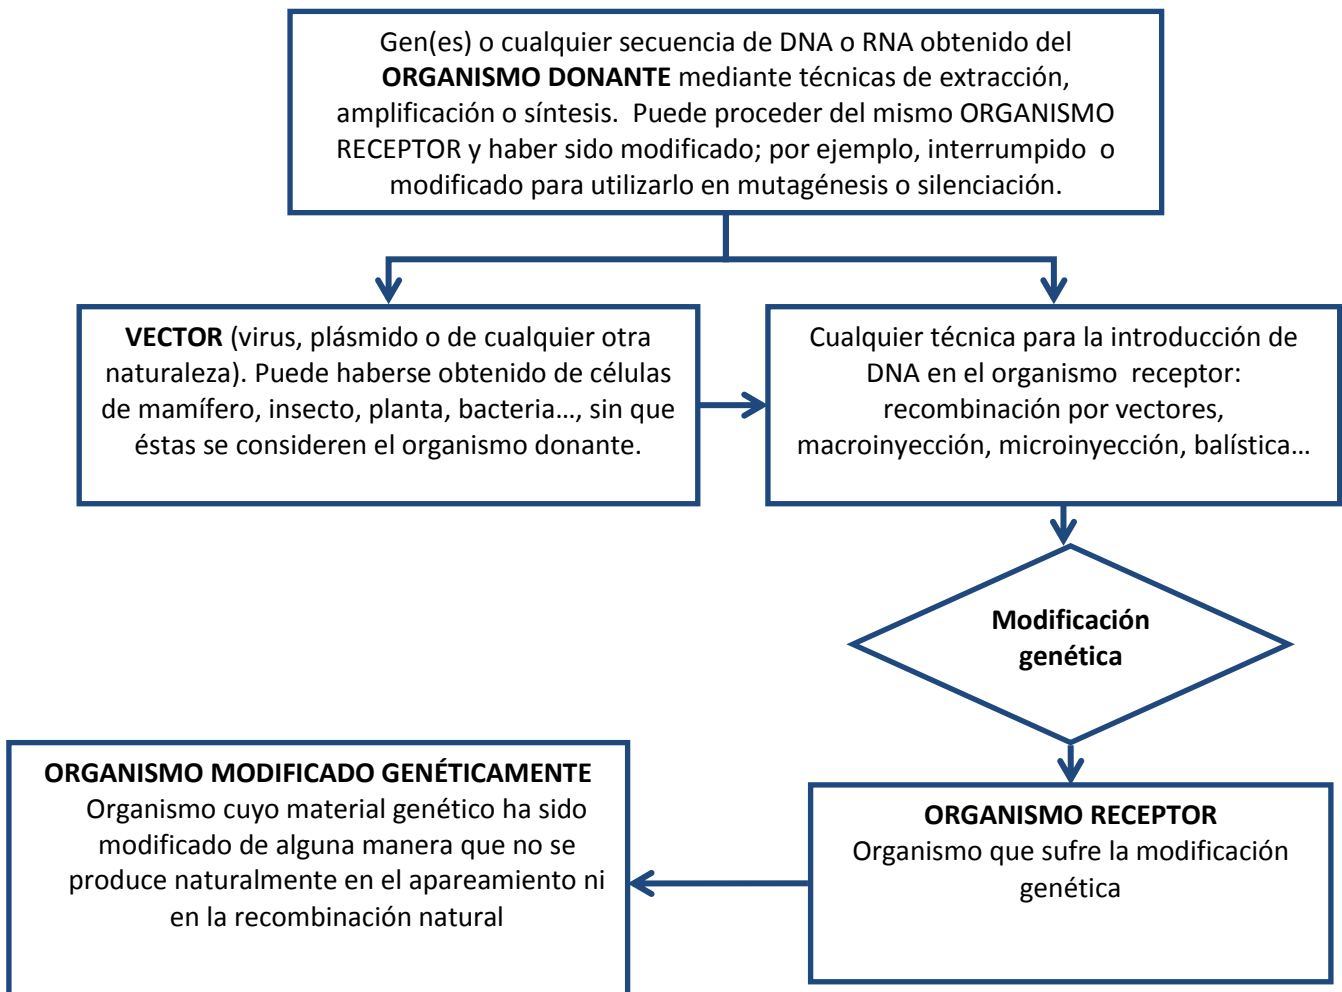 Gen(es) o cualquier secuencia de DNA o RNA obtenido del
ORGANISMO DONANTE mediante técnicas de extracción,
amplificación o síntesis. Puede proceder del mismo ORGANISMO
RECEPTOR y haber sido modificado; por ejemplo, interrumpido o
modificado para utilizarlo en mutagénesis o silenciación.
VECTOR (virus, plásmido o de cualquier otra
naturaleza). Puede haberse obtenido de células
de mamífero, insecto, planta, bacteria…, sin que
éstas se consideren el organismo donante.
Cualquier técnica para la introducción de
DNA en el organismo receptor:
recombinación por vectores,
macroinyección, microinyección, balística…
Modificación
genética
ORGANISMO RECEPTOR
Organismo que sufre la modificación
genética
ORGANISMO MODIFICADO GENÉTICAMENTE
Organismo cuyo material genético ha sido
modificado de alguna manera que no se
produce naturalmente en el apareamiento ni
en la recombinación natural